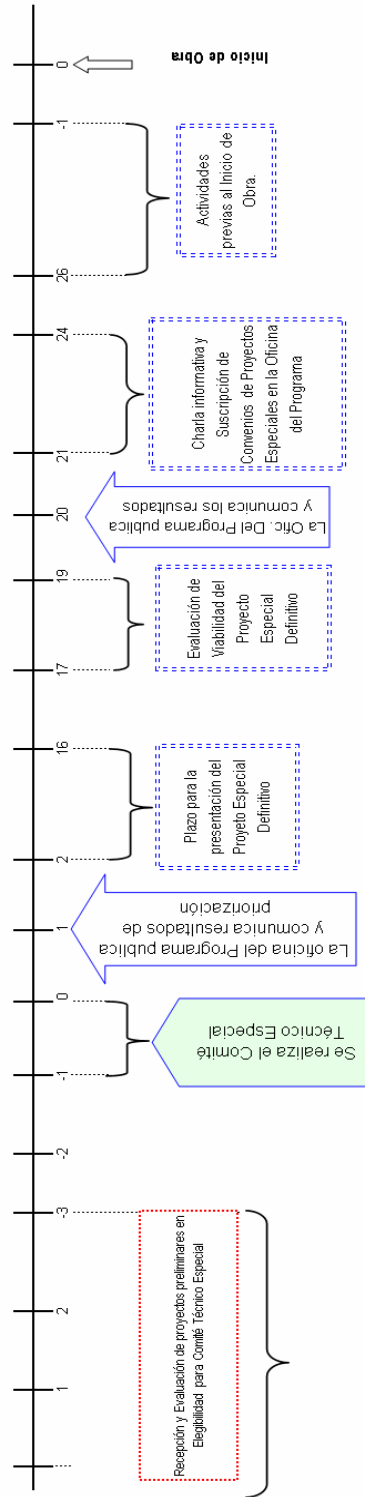 1
2
-3
-2
-1
0
1
2
16
17
19
20
21
24
26
-1
0
Recepción y Evaluación de proyectos preliminares en
Elegibilidad para Comité Técnico Especial
Se realiza el Comité
Técnico Especial
La oficina del Programa publica
y comunica resultados de
priorización
Plazo para la
presentación del
Proyeto Especial
Definitivo
Evaluación de
Viabilidad del
Proyecto
Especial
Definitivo
La Ofic. Del Programa publica
y comunica los resultados
Charla informativa y
Suscripción de
Convenios de Proyectos
Especiales en la Oficina
del Programa
Actividades
previas al Inicio de
Obra.
Inicio de Obra